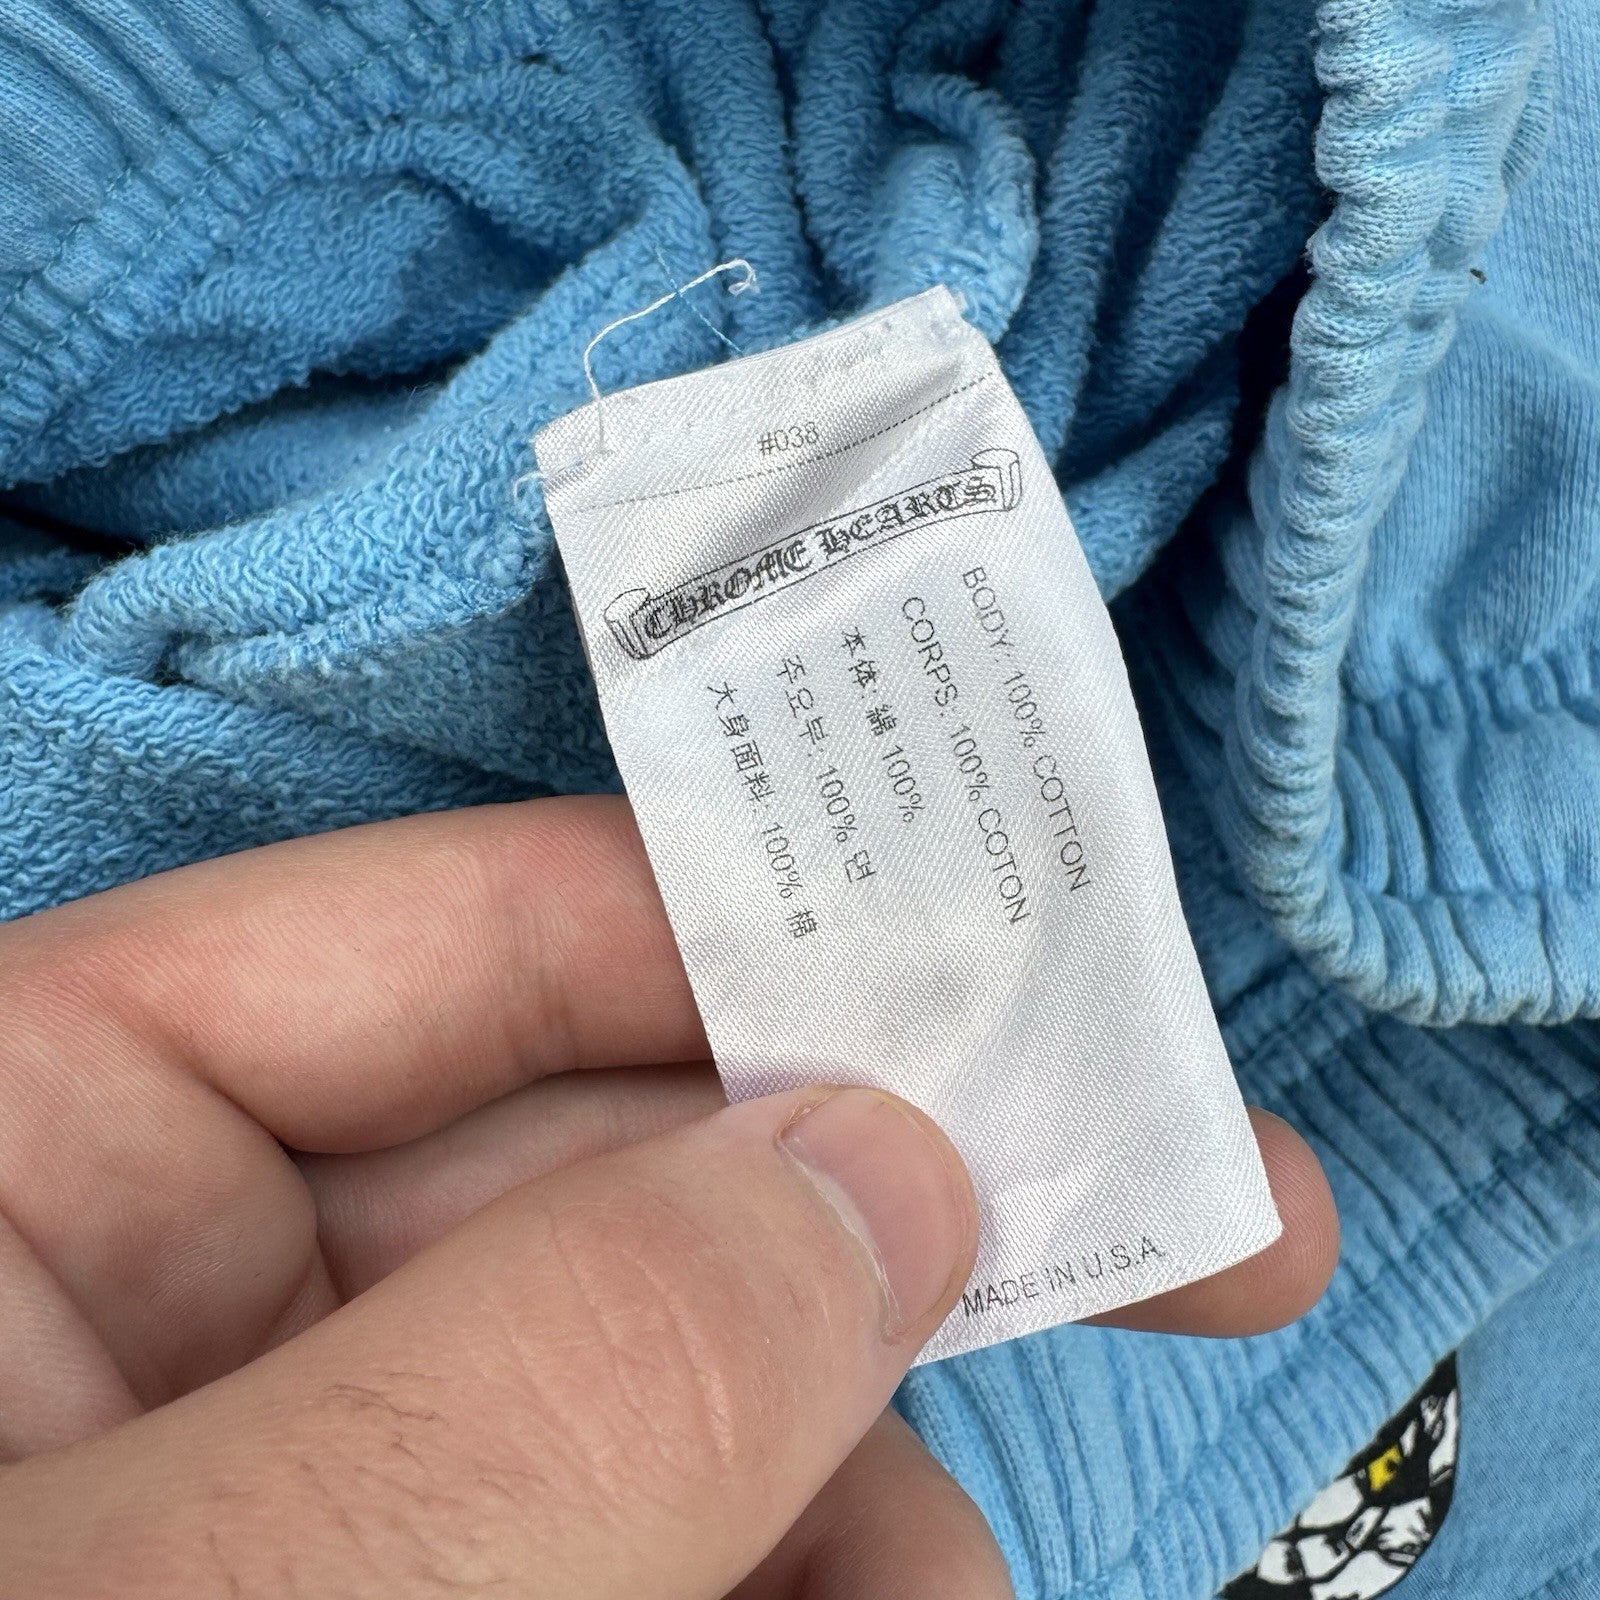 #038
CHROME HEARTS
BODY: 100% COTTON
CORPS: 100% COTON
本体: 綿 100%
주요부: 100% 면
大身面料: 100% 棉
MADE IN U.S.A.